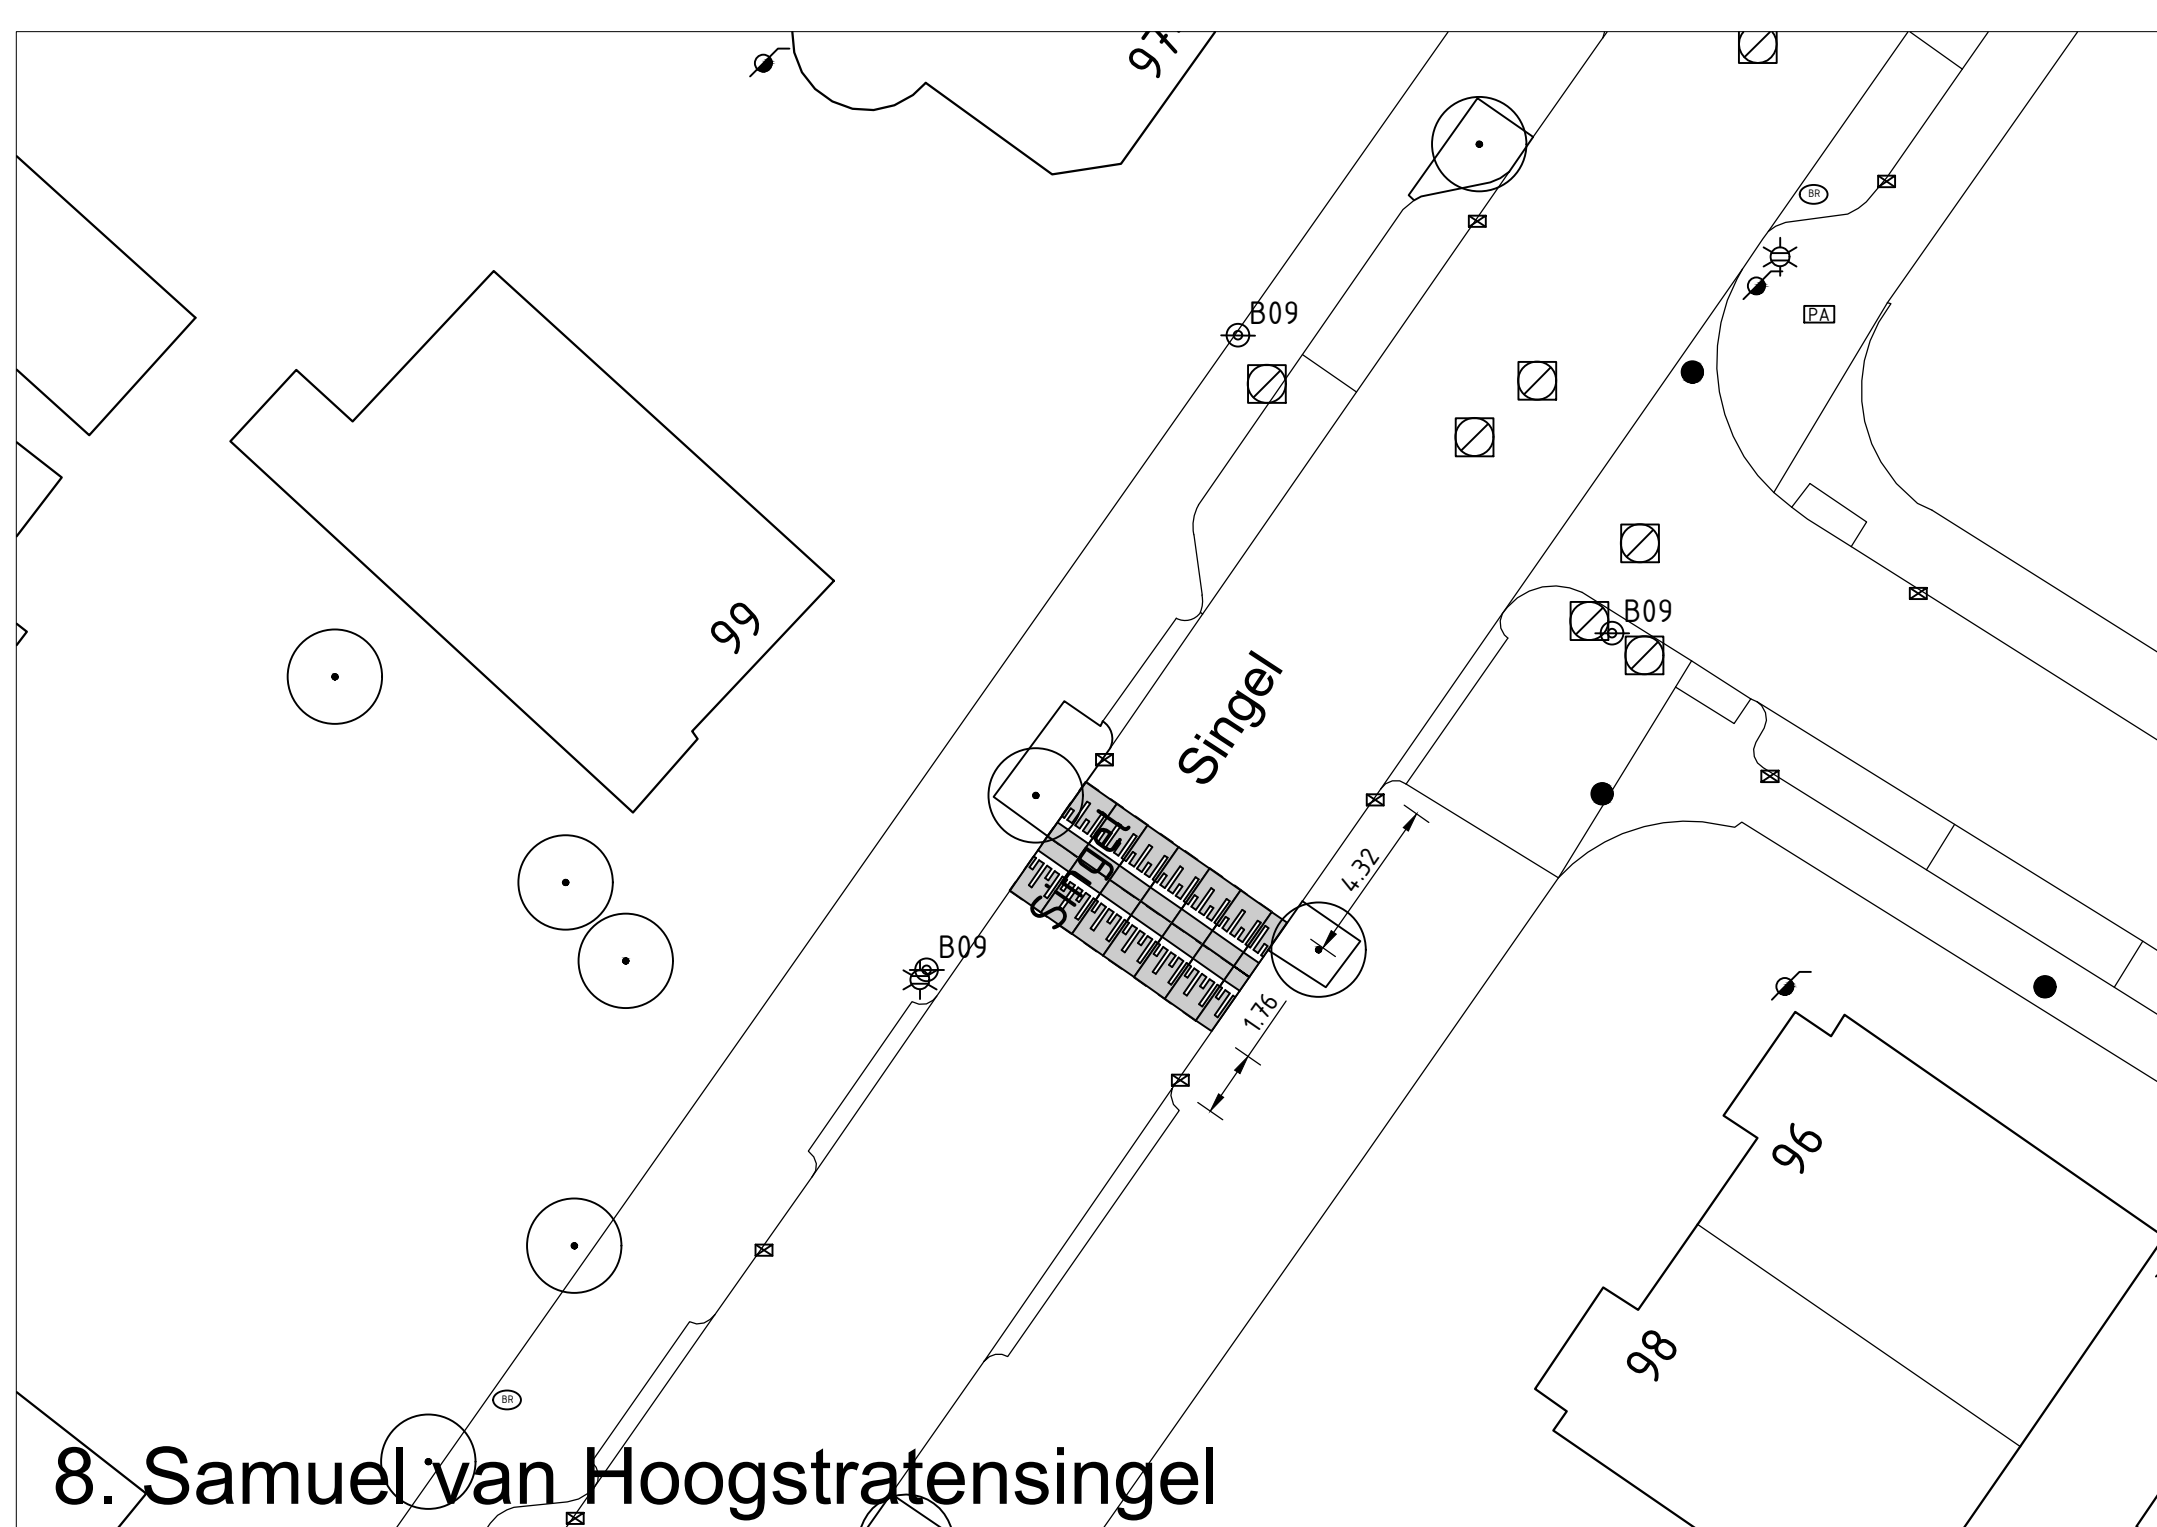 97
BR
PA
B09
B09
99
Singel
Singel
4.32
B09
1.76
96
98
BR
8. Samuel van Hoogstratensingel